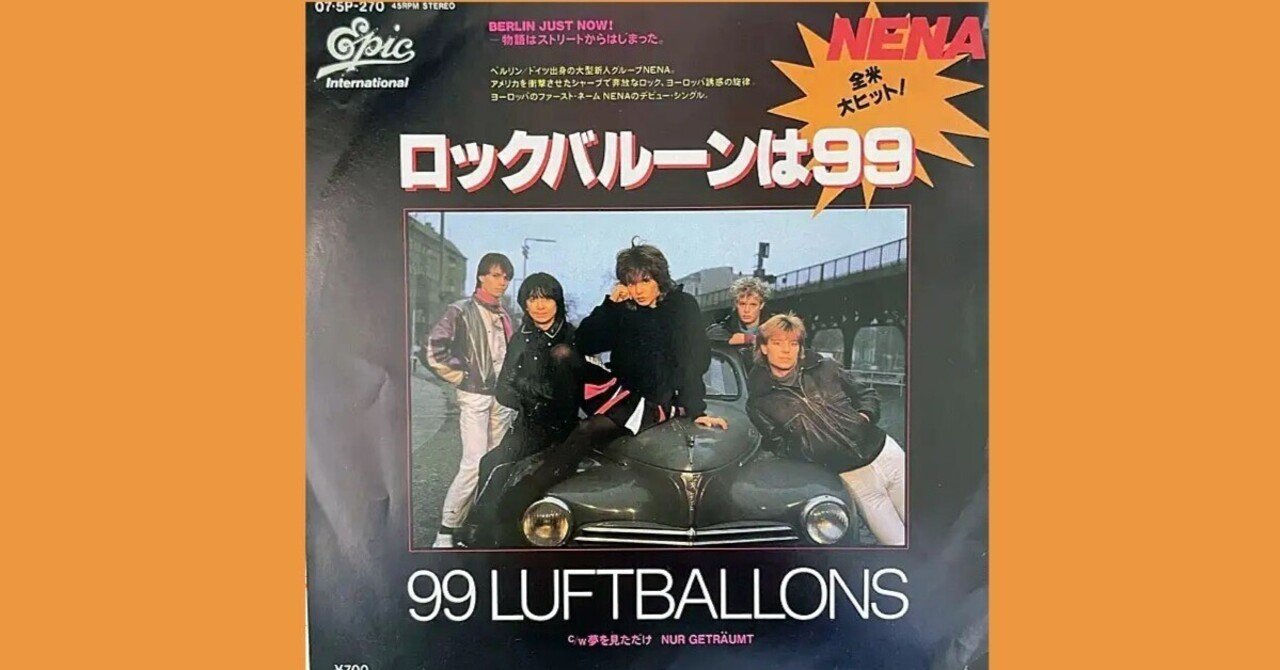 07・5P-270 45RPM STEREO
Epic
International
BERLIN JUST NOW!
―物語はストリートからはじまった。
ベルリン/ドイツ出身の大型新人グループNENA。
アメリカを衝撃させたシャープで奔放なロック、ヨーロッパ誘惑の旋律。
ヨーロッパのファースト・ネーム NENAのデビュー・シングル。
NENA
全米
大ヒット!
ロックバルーンは99
99 LUFTBALLONS
C/W 夢を見ただけ NUR GETRÄUMT
¥700